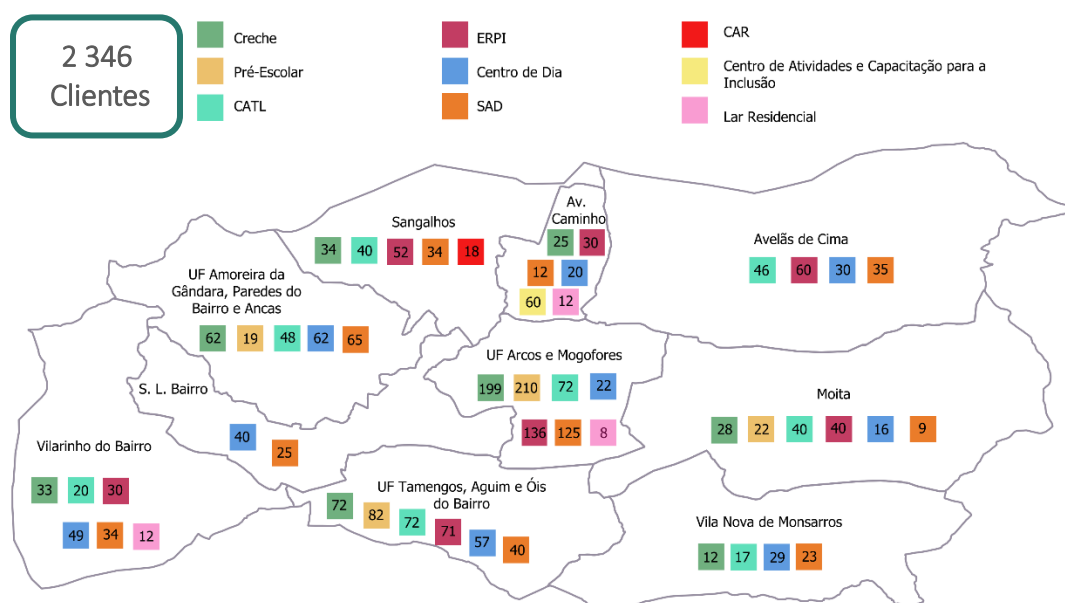 2 346
Clientes
Creche
Pré-Escolar
CATL
ERPI
Centro de Dia
SAD
CAR
Centro de Atividades e Capacitação para a
Inclusão
Lar Residencial
Sangalhos
34 40 52 34 18
Av.
Caminho
25 30
12 20
60 12
Avelãs de Cima
46 60 30 35
UF Amoreira da
Gândara, Paredes do
Bairro e Ancas
62 19 48 62 65
UF Arcos e Mogofores
199 210 72 22
136 125 8
S. L. Bairro
40
25
Moita
28 22 40 40 16 9
Vilarinho do Bairro
33 20 30
49 34 12
UF Tamengos, Aguim e Óis
do Bairro
72 82 72 71 57 40
Vila Nova de Monsarros
12 17 29 23